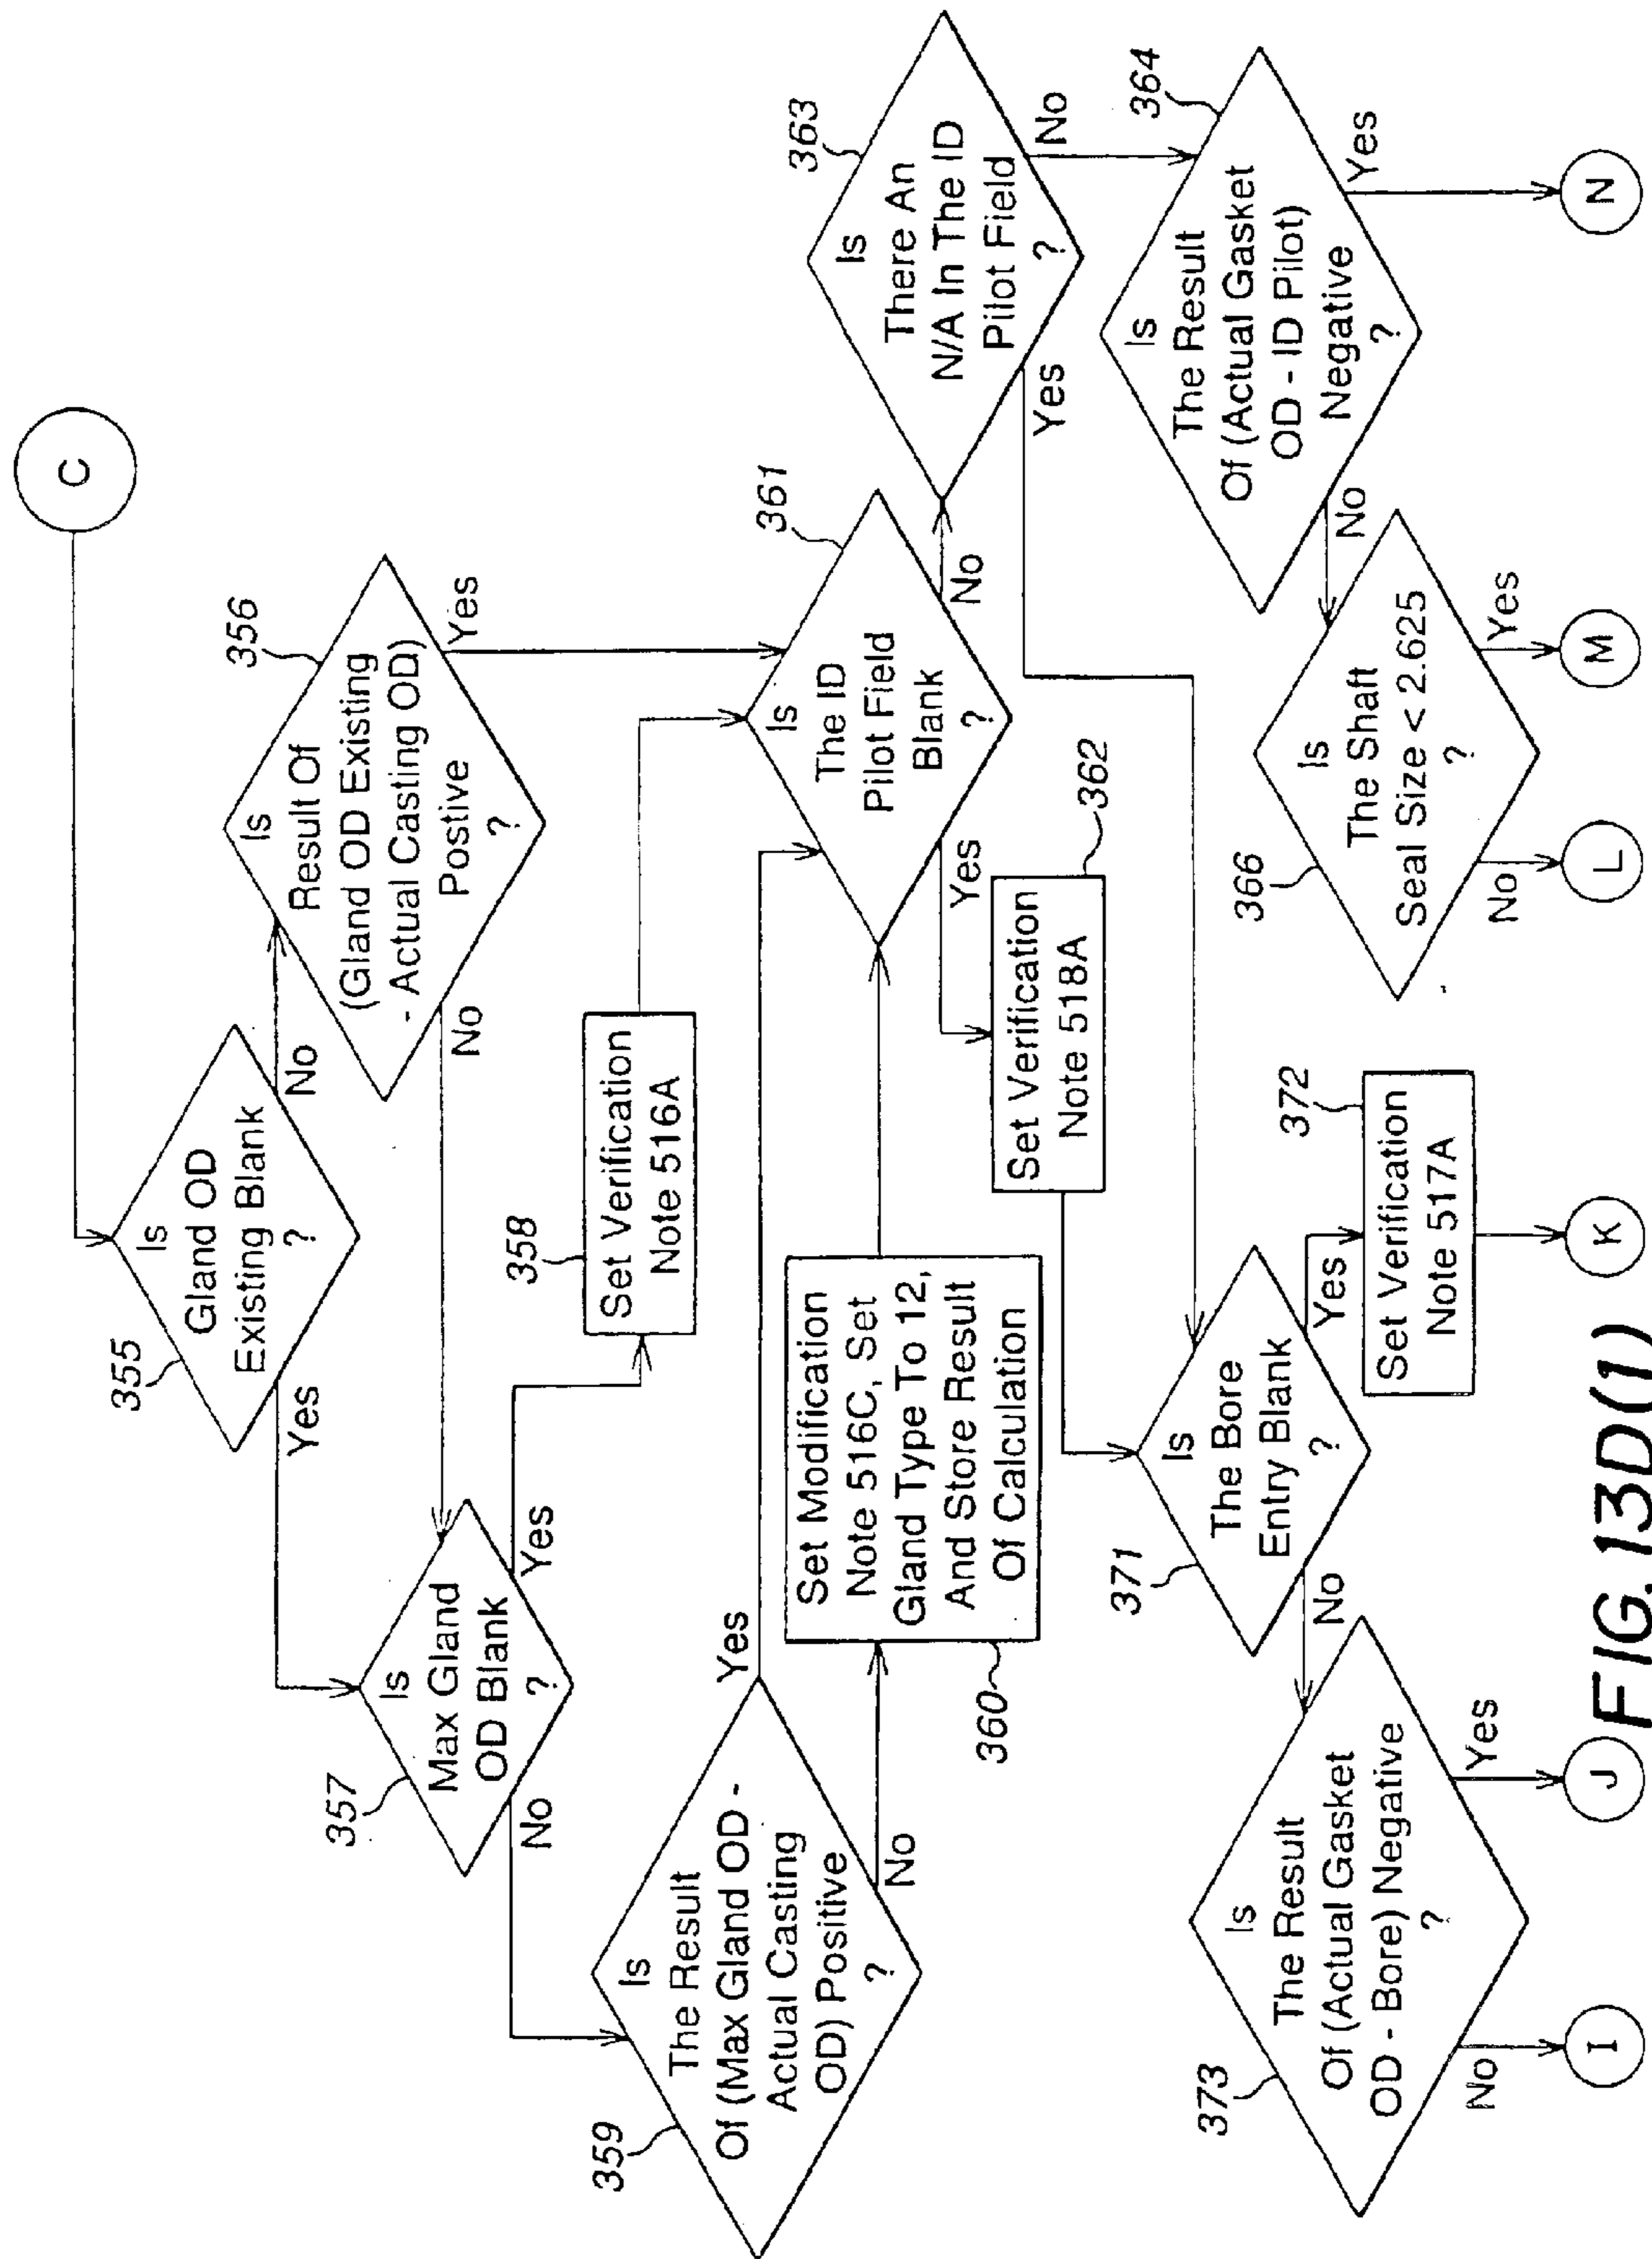 C
355
Is
Gland OD
Existing Blank
?
Yes
No
356
Is
Result Of
(Gland OD Existing
- Actual Casting OD)
Postive
?
No
Yes
357
Is
Max Gland
OD Blank
?
No
Yes
358
Set Verification
Note 516A
359
Is
The Result
Of (Max Gland OD -
Actual Casting
OD) Positive
?
Yes
No
360
Set Modification
Note 516C, Set
Gland Type To 12,
And Store Result
Of Calculation
361
Is
The ID
Pilot Field
Blank
?
Yes
No
362
Set Verification
Note 518A
363
Is
There An
N/A In The ID
Pilot Field
?
Yes
No
364
Is
The Result
Of (Actual Gasket
OD - ID Pilot)
Negative
?
No
Yes
366
Is
The Shaft
Seal Size < 2.625
?
No
Yes
371
Is
The Bore
Entry Blank
?
No
Yes
372
Set Verification
Note 517A
373
Is
The Result
Of (Actual Gasket
OD - Bore) Negative
?
No
Yes
I
J
K
L
M
N
FIG. 13D(1)